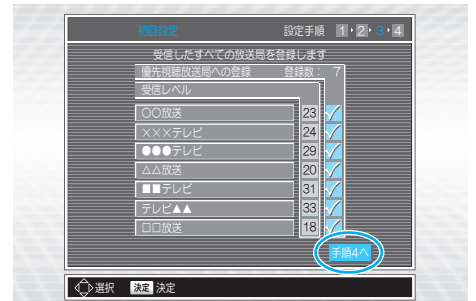 初期設定 設定手順 1・2・3・4
受信したすべての放送局を登録します
優先視聴放送局への登録 登録数： 7
受信レベル
○○放送 23 ✓
×××テレビ 24 ✓
●●●テレビ 29 ✓
△△放送 20 ✓
■■テレビ 31 ✓
テレビ▲▲ 33 ✓
□□放送 18 ✓
手順4へ
選択 決定 決定